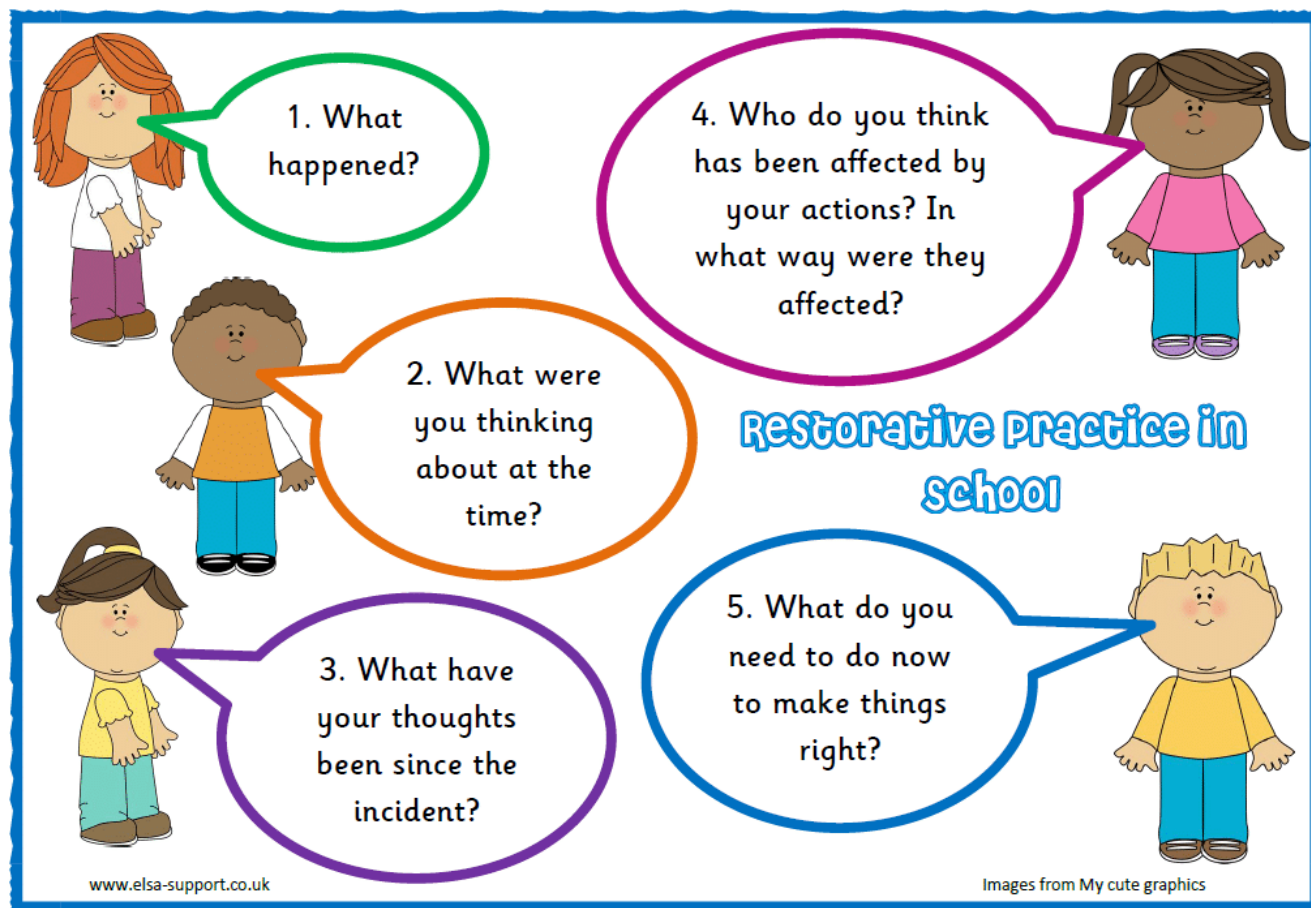 1. What
happened?
2. What were
you thinking
about at the
time?
3. What have
your thoughts
been since the
incident?
4. Who do you think
has been affected by
your actions? In
what way were they
affected?
Restorative Practice in
School
5. What do you
need to do now
to make things
right?
www.elsa-support.co.uk
Images from My cute graphics